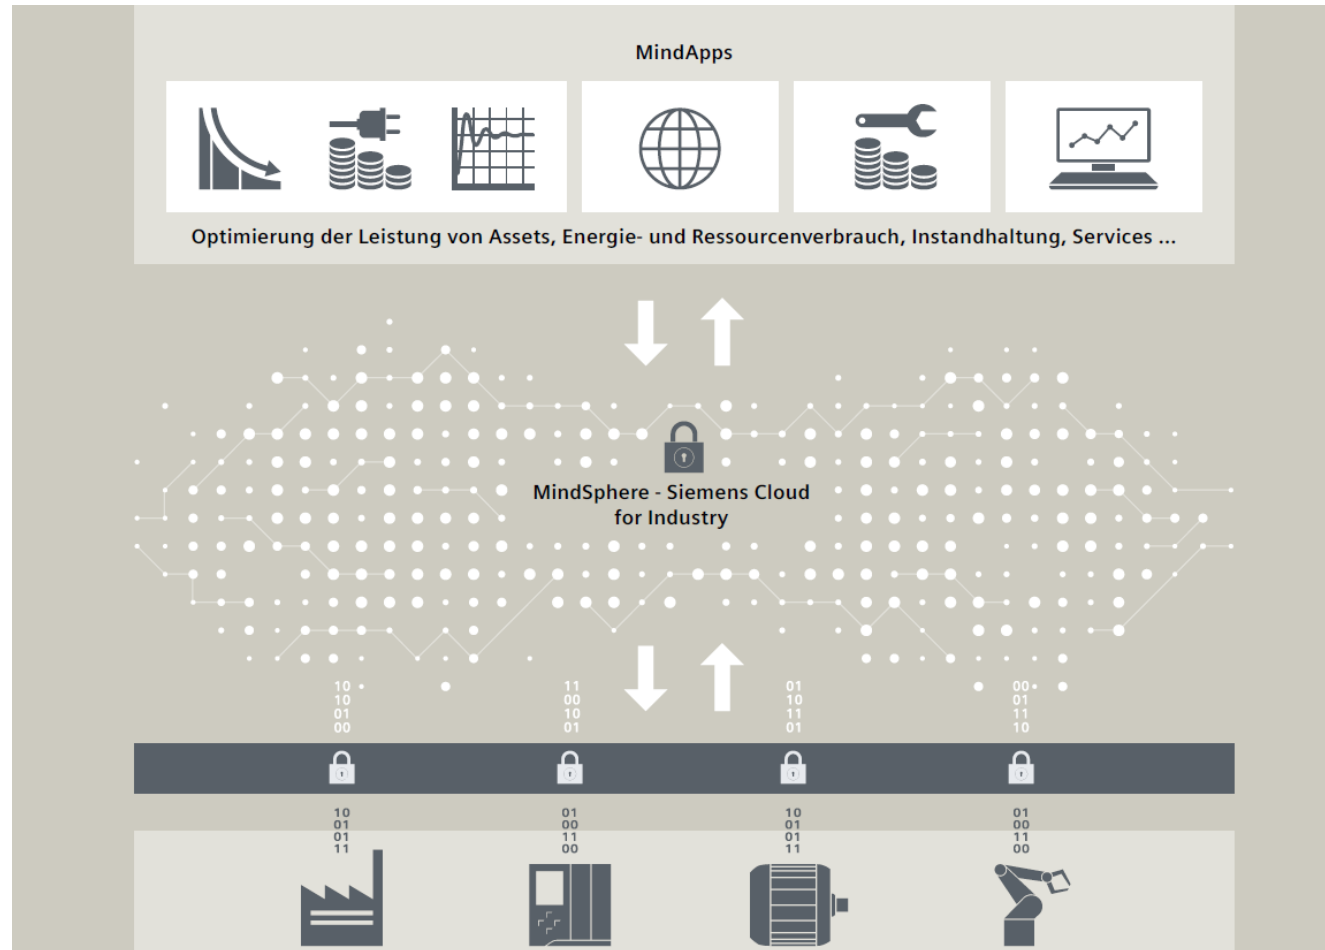 MindApps
Optimierung der Leistung von Assets, Energie- und Ressourcenverbrauch, Instandhaltung, Services ...
MindSphere - Siemens Cloud
for Industry
10 11 01 00
10 00 10 01
01 10 11 11
00 01 01 10
10 01 10 01
01 00 01 00
01 11 01 11
11 00 11 00